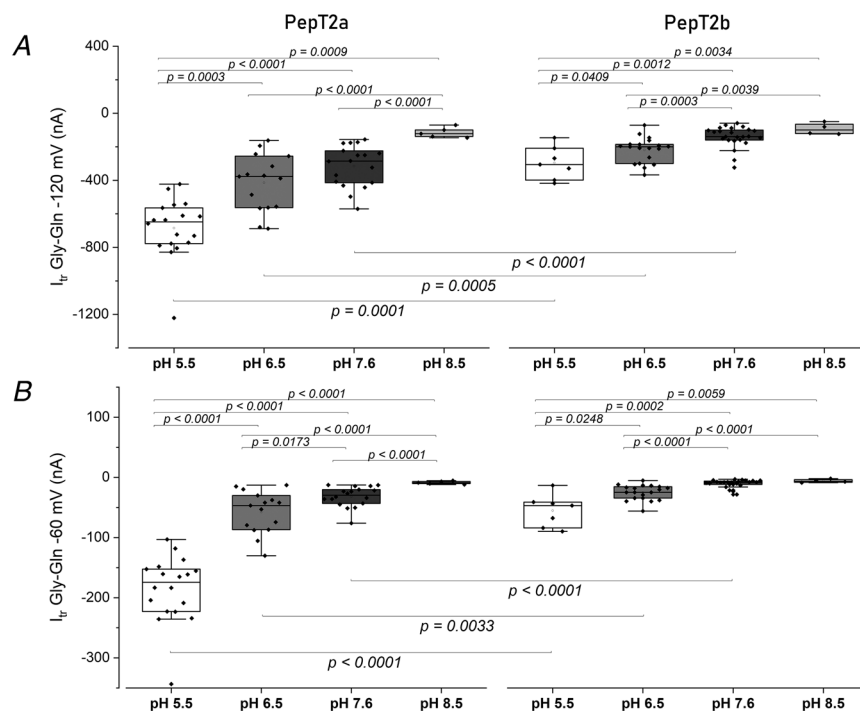 PepT2a PepT2b
A
400
0
-400
-800
-1200
I_tr Gly-Gln -120 mV (nA)
p = 0.0009
p < 0.0001
p = 0.0003
p < 0.0001
p < 0.0001
p = 0.0034
p = 0.0012
p = 0.0409
p = 0.0039
p = 0.0003
p < 0.0001
p = 0.0005
p = 0.0001
pH 5.5 pH 6.5 pH 7.6 pH 8.5 pH 5.5 pH 6.5 pH 7.6 pH 8.5
B
100
0
-100
-200
-300
I_tr Gly-Gln -60 mV (nA)
p < 0.0001
p < 0.0001
p < 0.0001
p < 0.0001
p = 0.0173
p < 0.0001
p = 0.0059
p = 0.0002
p = 0.0248
p < 0.0001
p < 0.0001
p < 0.0001
p = 0.0033
p < 0.0001
pH 5.5 pH 6.5 pH 7.6 pH 8.5 pH 5.5 pH 6.5 pH 7.6 pH 8.5